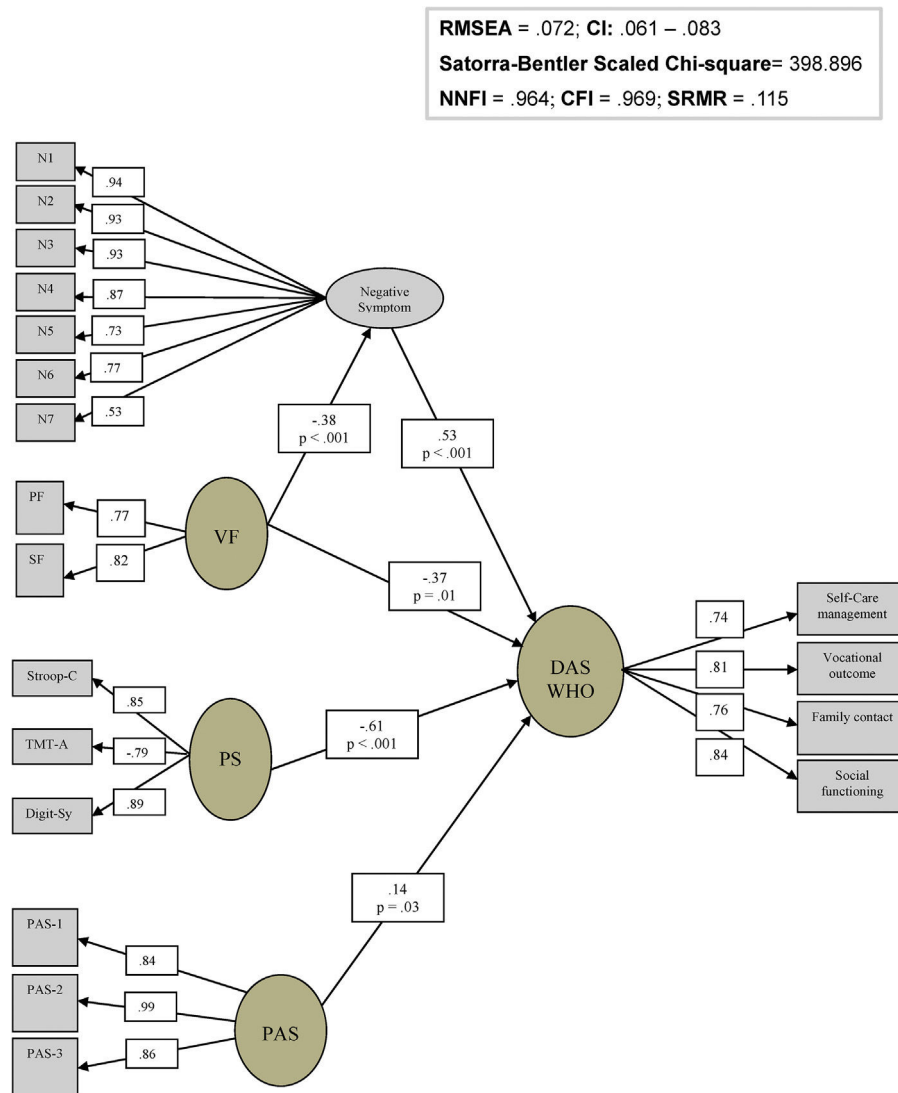 RMSEA = .072; CI: .061 – .083
Satorra-Bentler Scaled Chi-square= 398.896
NNFI = .964; CFI = .969; SRMR = .115
N1
.94
N2
.93
N3
.93
N4
.87
N5
.73
N6
.77
N7
.53
Negative
Symptom
-.38
p < .001
.53
p < .001
PF
.77
SF
.82
VF
-.37
p = .01
Stroop-C
.85
TMT-A
-.79
Digit-Sy
.89
PS
-.61
p < .001
DAS
WHO
.74
Self-Care
management
.81
Vocational
outcome
.76
Family contact
.84
Social
functioning
.14
p = .03
PAS-1
.84
PAS-2
.99
PAS-3
.86
PAS